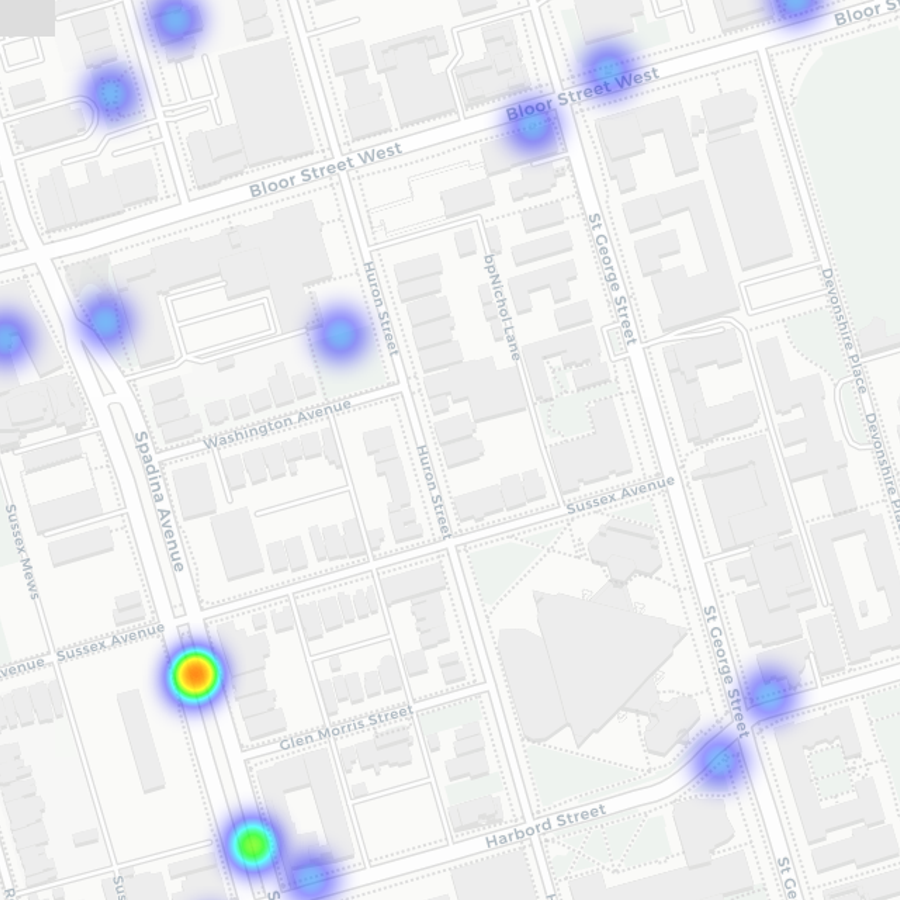 Bloor S
Bloor Street West
Bloor Street West
St George Street
Huron Street
bpNichol Lane
Devonshire Place
Washington Avenue
Devonshire Pla
Spadina Avenue
Huron Street
Sussex Avenue
Sussex Mews
Sussex Avenue
venue
St George Street
Glen Morris Street
Harbord Street
St Ge
Sus
S
R
H